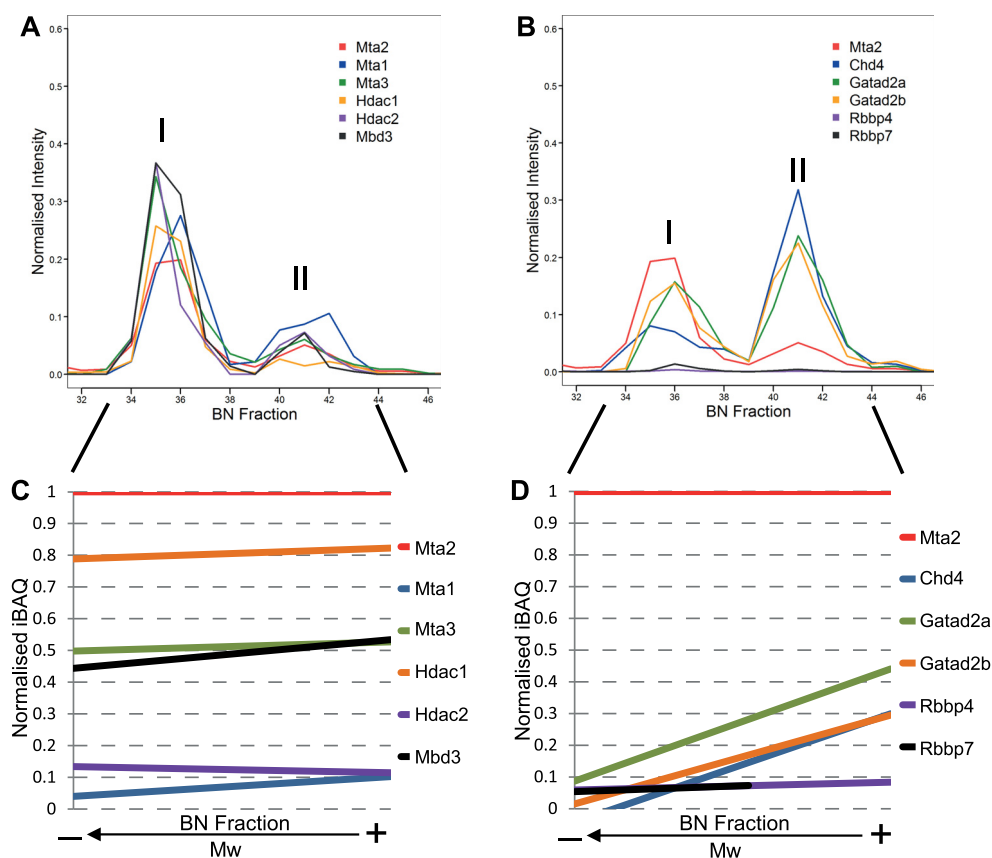 A
0.6
0.5
0.4
0.3
0.2
0.1
0.0
Normalised Intensity
Mta2
Mta1
Mta3
Hdac1
Hdac2
Mbd3
I
II
32 34 36 38 40 42 44 46
BN Fraction
B
0.6
0.5
0.4
0.3
0.2
0.1
0.0
Normalised Intensity
Mta2
Chd4
Gatad2a
Gatad2b
Rbbp4
Rbbp7
I
II
32 34 36 38 40 42 44 46
BN Fraction
C
1
0.9
0.8
0.7
0.6
0.5
0.4
0.3
0.2
0.1
0
Normalised iBAQ
Mta2
Mta1
Mta3
Hdac1
Hdac2
Mbd3
BN Fraction
– +
Mw
D
1
0.9
0.8
0.7
0.6
0.5
0.4
0.3
0.2
0.1
0
Normalised iBAQ
Mta2
Chd4
Gatad2a
Gatad2b
Rbbp4
Rbbp7
BN Fraction
– +
Mw